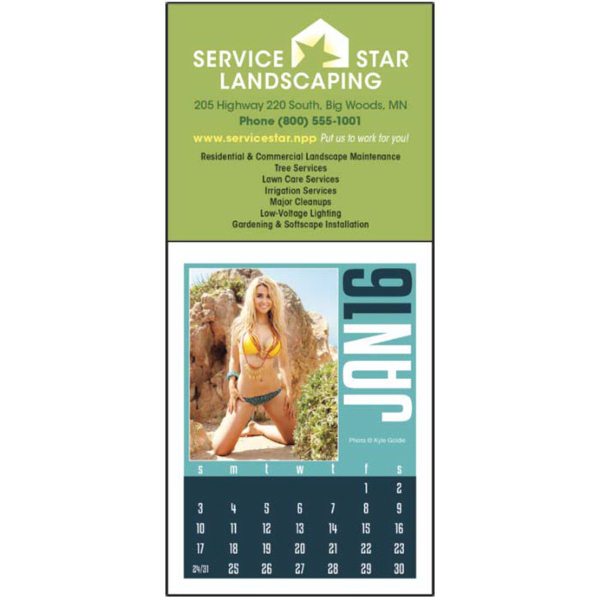 SERVICE STAR
LANDSCAPING
205 Highway 220 South, Big Woods, MN
Phone (800) 555-1001
www.servicestar.npp Put us to work for you!
Residential & Commercial Landscape Maintenance
Tree Services
Lawn Care Services
Irrigation Services
Major Cleanups
Low-Voltage Lighting
Gardening & Softscape Installation
JAN16
Photo © Kyle Goldie
s m t w t f s
1 2
3 4 5 6 7 8 9
10 11 12 13 14 15 16
17 18 19 20 21 22 23
24/31 25 26 27 28 29 30